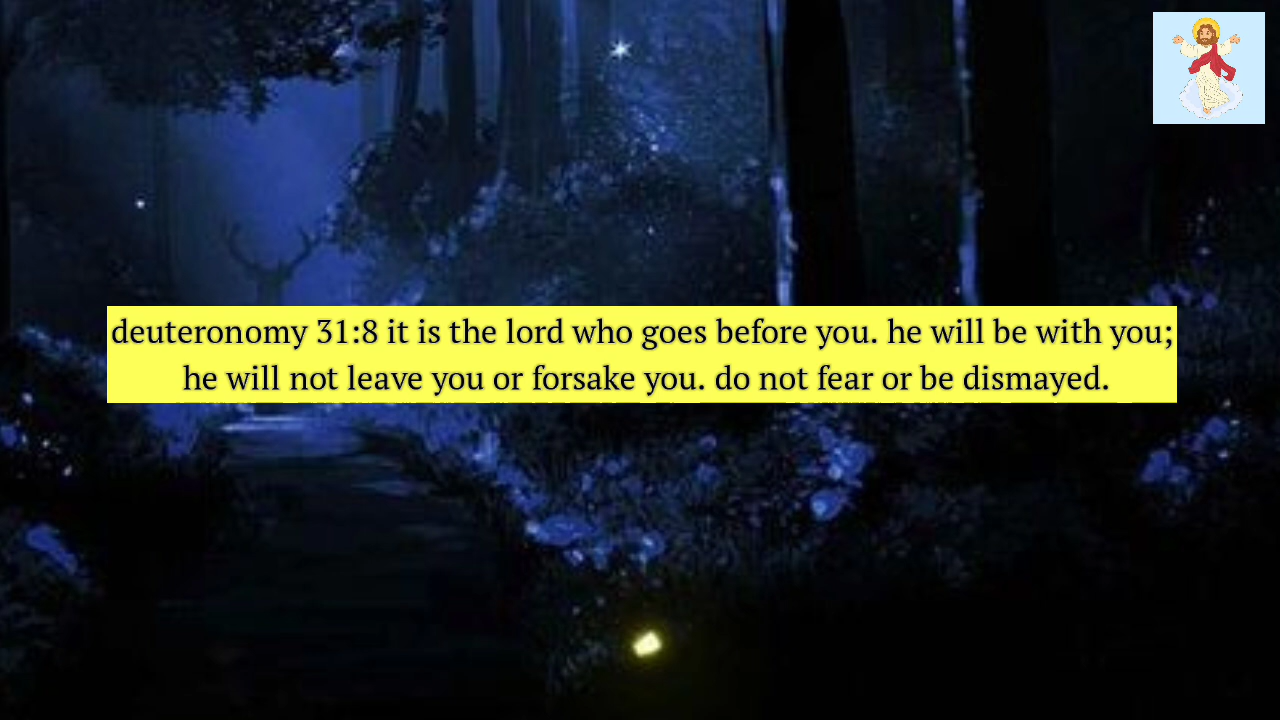 deuteronomy 31:8 it is the lord who goes before you. he will be with you;
he will not leave you or forsake you. do not fear or be dismayed.